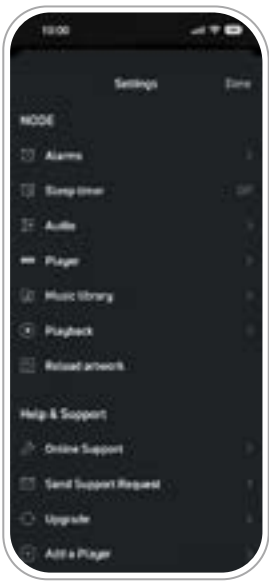 10:00
Settings Done
NODE
Alarms
Sleep timer Off
Audio
Player
Music library
Playback
Reload artwork
Help & Support
Online Support
Send Support Request
Upgrade
Add a Player